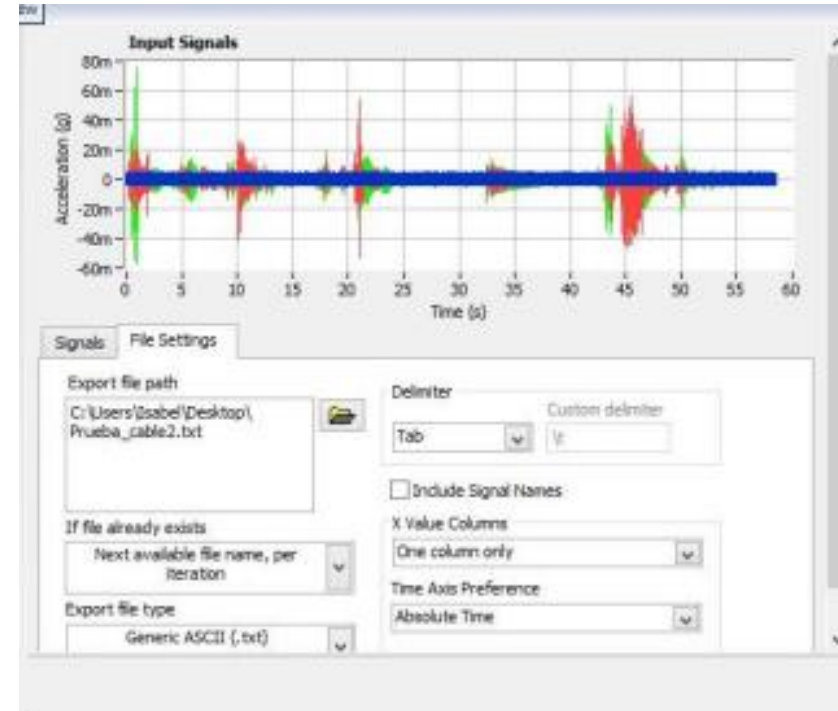 Input Signals
80m
60m
40m
20m
0
-20m
-40m
-60m
Acceleration (g)
0 5 10 15 20 25 30 35 40 45 50 55 60
Time (s)
Signals File Settings
Export file path
C:\Users\Isabel\Desktop\
Prueba_cable2.txt
If file already exists
Next available file name, per
iteration
Export file type
Generic ASCII (.txt)
Delimiter
Custom delimiter
Tab \t
Include Signal Names
X Value Columns
One column only
Time Axis Preference
Absolute Time